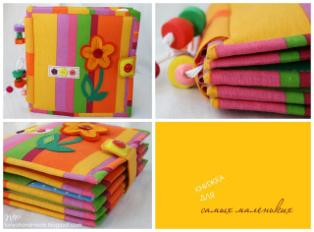 книжка
для
самых маленьких